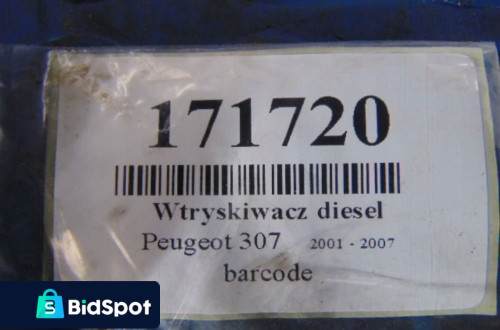 171720
Wtryskiwacz diesel
Peugeot 307 2001 - 2007
barcode
S
BidSpot